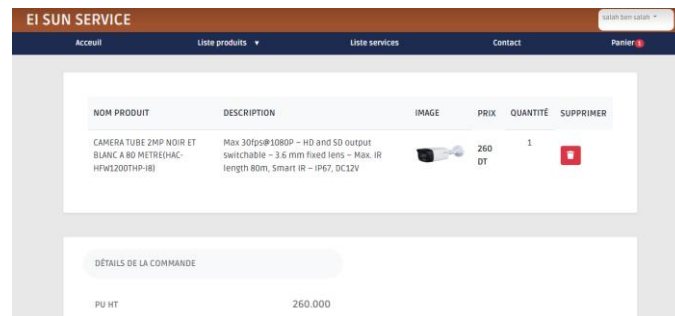 EI SUN SERVICE
salah ben salah
Acceuil Liste produits ▼ Liste services Contact Panier 1
NOM PRODUIT DESCRIPTION IMAGE PRIX QUANTITÉ SUPPRIMER
CAMERA TUBE 2MP NOIR ET Max 30fps@1080P – HD and SD output 260 1
BLANC A 80 METRE(HAC- switchable – 3.6 mm fixed lens – Max. IR DT
HFW1200THP-I8) length 80m, Smart IR – IP67, DC12V
DÉTAILS DE LA COMMANDE
PU HT 260.000